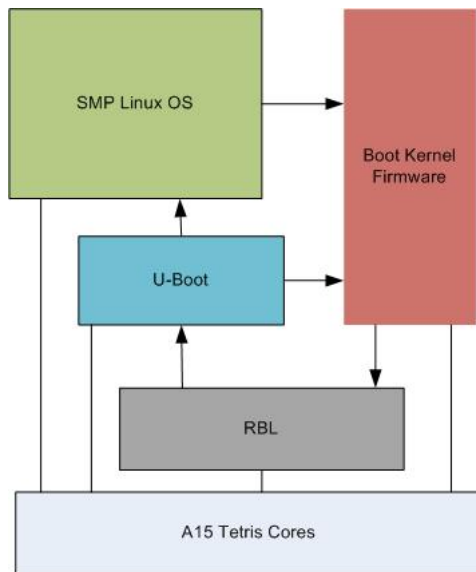 SMP Linux OS
Boot Kernel
Firmware
U-Boot
RBL
A15 Tetris Cores